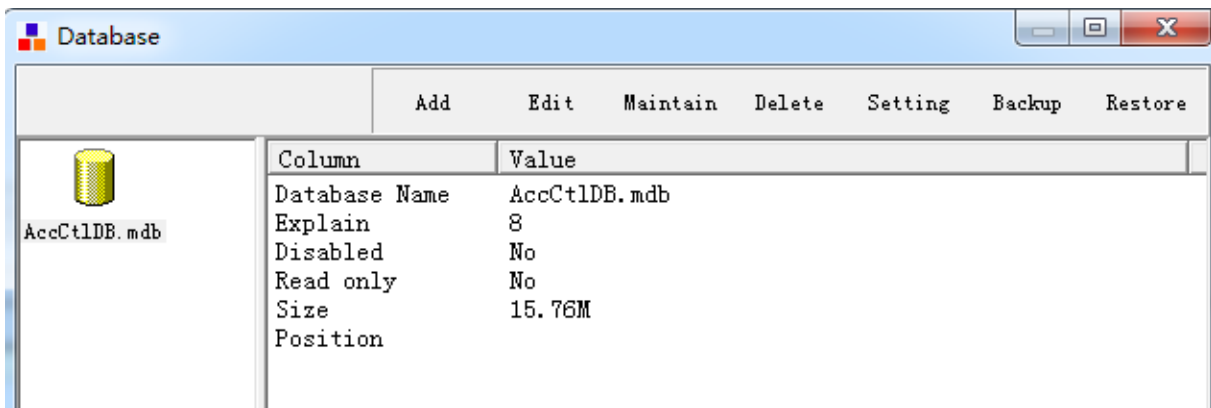 Database
Add Edit Maintain Delete Setting Backup Restore
AccCtlDB.mdb
Column Value
Database Name AccCtlDB.mdb
Explain 8
Disabled No
Read only No
Size 15.76M
Position